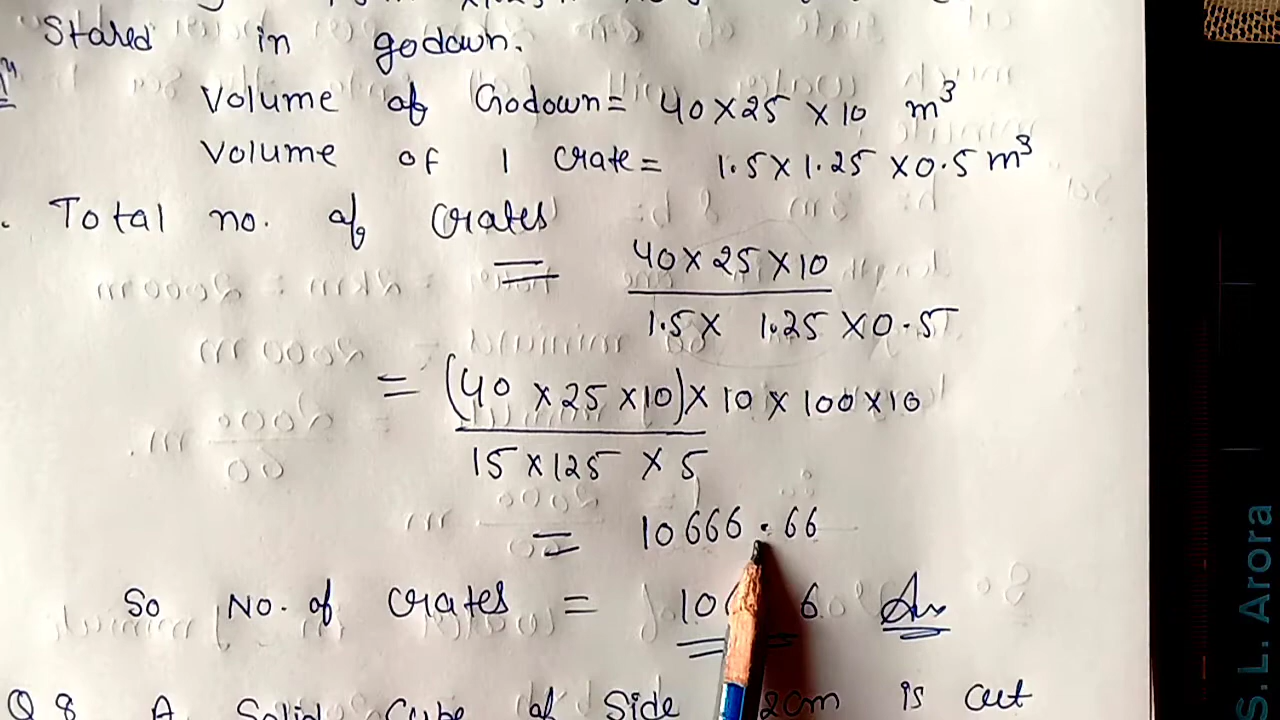 Stored in godown.
Volume of Godown = 40 × 25 × 10 m³
Volume of 1 Crate = 1.5 × 1.25 × 0.5 m³
Total no. of Crates
= 40 × 25 × 10
1.5 × 1.25 × 0.5
= (40 × 25 × 10) × 10 × 100 × 10
15 × 125 × 5
= 10666.66
So No. of Crates = Ans
Q 8 A Solid Cube of Side 2cm is cut
S.L. Arora